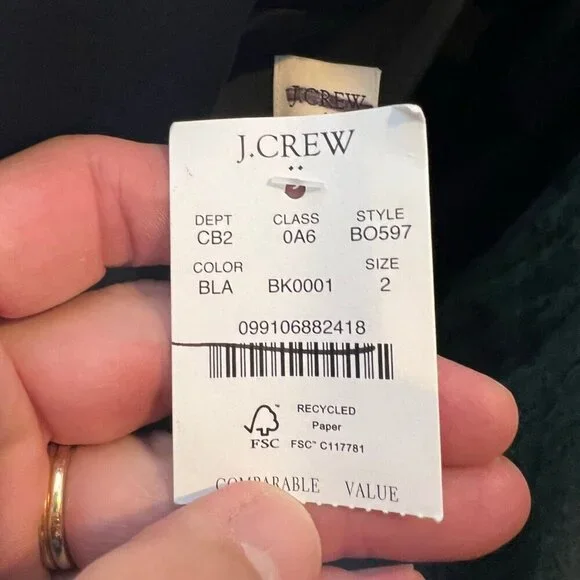 J.CREW
J.CREW
DEPT CLASS STYLE
CB2 0A6 BO597
COLOR SIZE
BLA BK0001 2
099106882418
RECYCLED
Paper
FSC FSC™ C117781
COMPARABLE VALUE